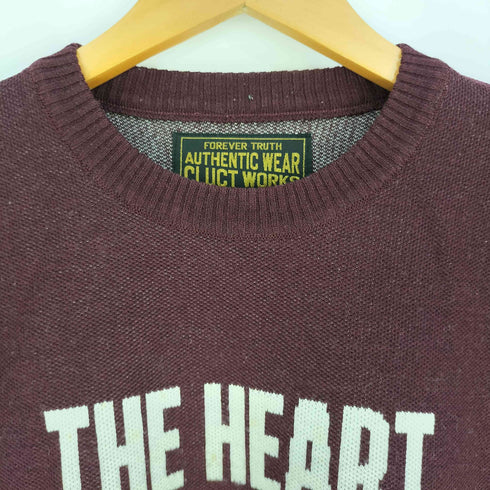 FOREVER TRUTH
AUTHENTIC WEAR
CLUCT WORKS
THE HEART